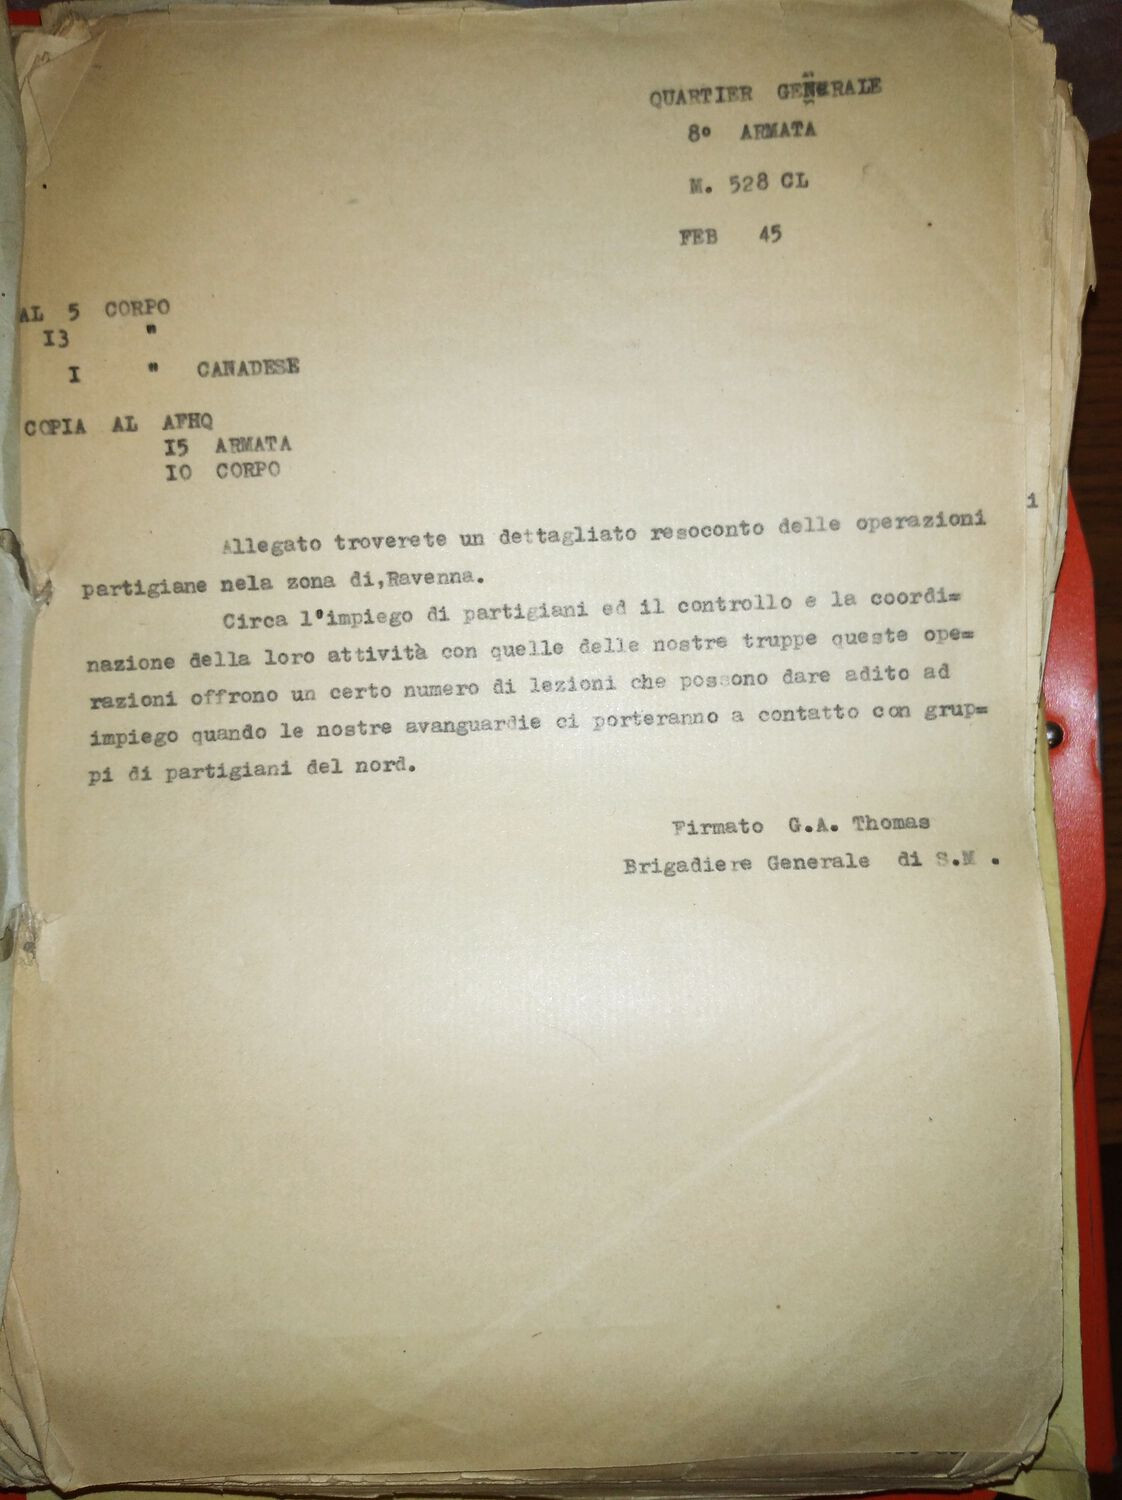 QUARTIER GENERALE
8° ARMATA
M. 528 CL
FEB 45
AL 5 CORPO
I3 "
I " CANADESE
COPIA AL AFHQ
I5 ARMATA
IO CORPO
Allegato troverete un dettagliato resoconto delle operazioni
partigiane nela zona di,Ravenna.
Circa l'impiego di partigiani ed il controllo e la coordi=
nazione della loro attività con quelle delle nostre truppe queste ope=
razioni offrono un certo numero di lezioni che possono dare adito ad
impiego quando le nostre avanguardie ci porteranno a contatto con grup=
pi di partigiani del nord.
Firmato G.A. Thomas
Brigadiere Generale di S.M .